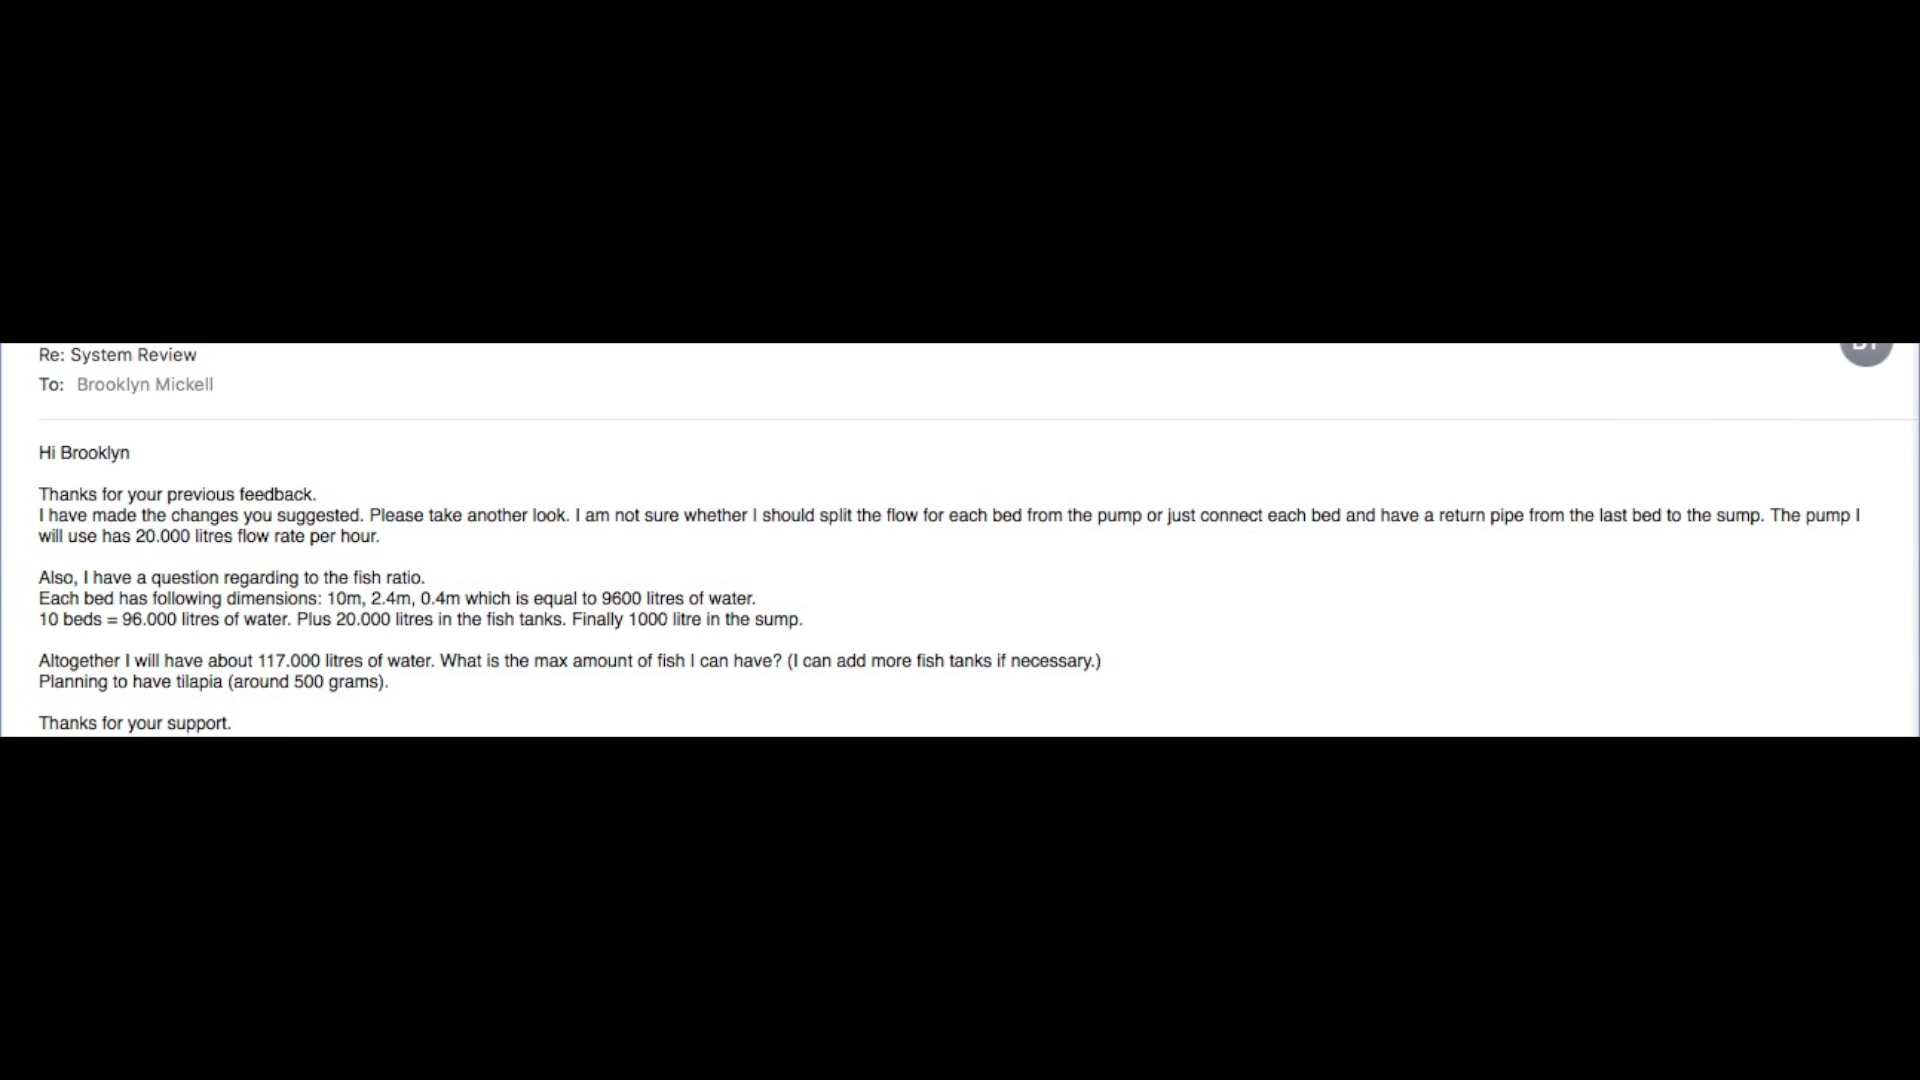 Re: System Review
To: Brooklyn Mickell
Hi Brooklyn
Thanks for your previous feedback.
I have made the changes you suggested. Please take another look. I am not sure whether I should split the flow for each bed from the pump or just connect each bed and have a return pipe from the last bed to the sump. The pump I
will use has 20.000 litres flow rate per hour.
Also, I have a question regarding to the fish ratio.
Each bed has following dimensions: 10m, 2.4m, 0.4m which is equal to 9600 litres of water.
10 beds = 96.000 litres of water. Plus 20.000 litres in the fish tanks. Finally 1000 litre in the sump.
Altogether I will have about 117.000 litres of water. What is the max amount of fish I can have? (I can add more fish tanks if necessary.)
Planning to have tilapia (around 500 grams).
Thanks for your support.